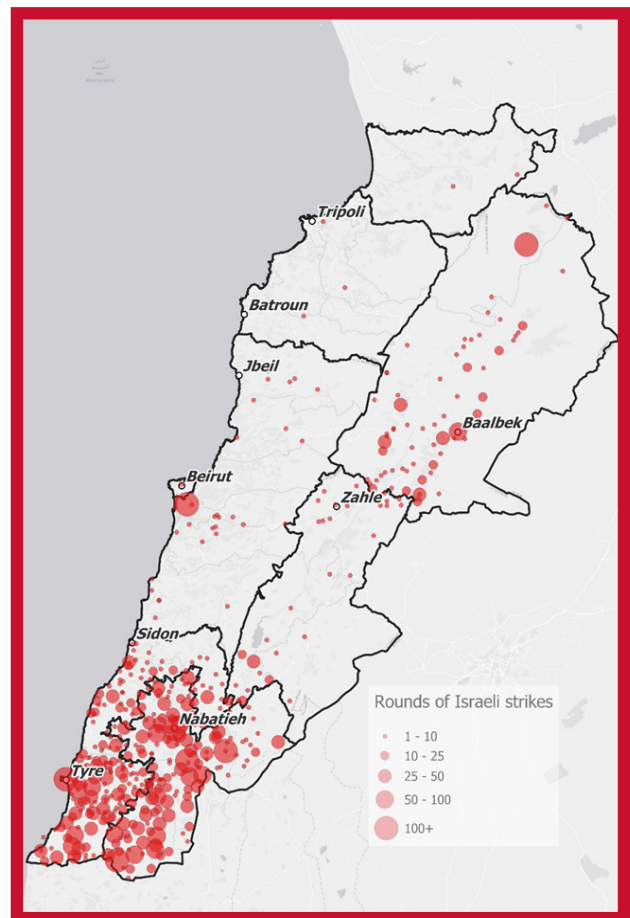 Tripoli
Batroun
Jbeil
Baalbek
Beirut
Zahle
Sidon
Nabatieh
Tyre
Rounds of Israeli strikes
1 - 10
10 - 25
25 - 50
50 - 100
100+